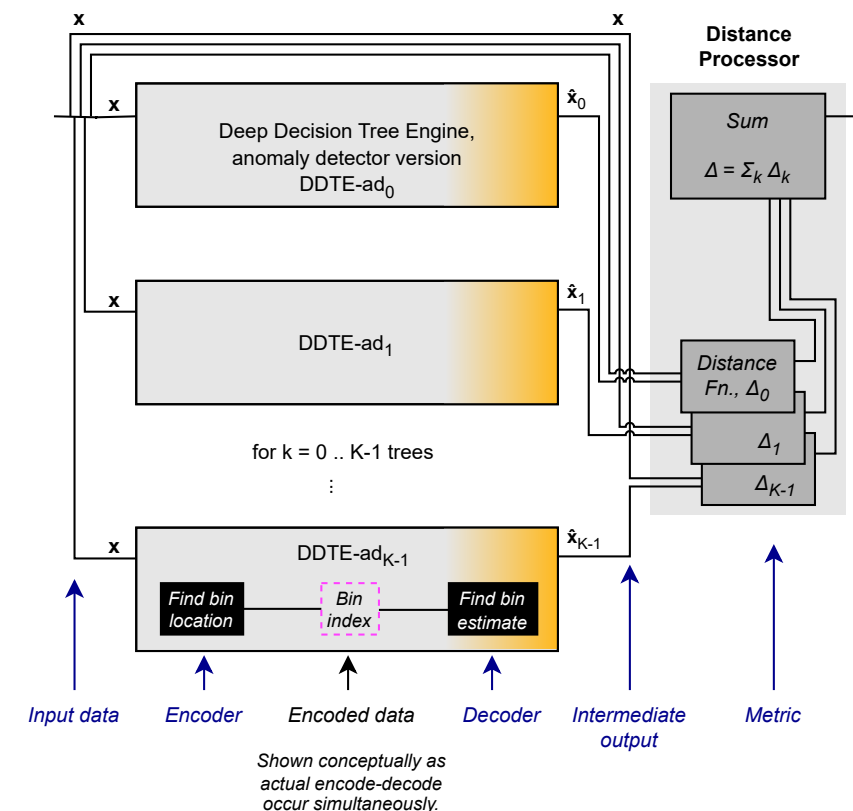 x
x
Distance
Processor
x
x̂0
Deep Decision Tree Engine,
anomaly detector version
DDTE-ad0
Sum
Δ = Σk Δk
x
x̂1
DDTE-ad1
Distance
Fn., Δ0
Δ1
ΔK-1
for k = 0 .. K-1 trees
⋮
x
DDTE-adK-1
x̂K-1
Find bin
location
Bin
index
Find bin
estimate
Input data
Encoder
Encoded data
Decoder
Intermediate
output
Metric
Shown conceptually as
actual encode-decode
occur simultaneously.